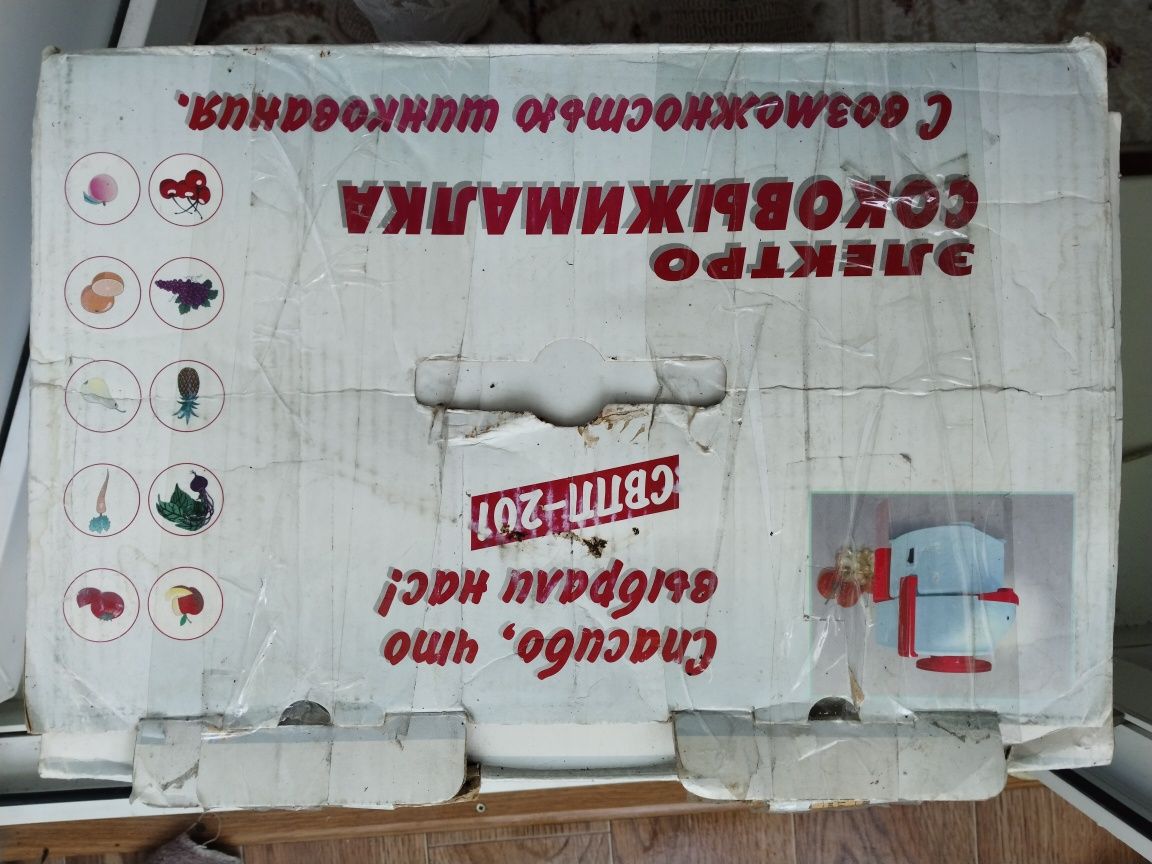 Спасибо, что
выбрали нас!
СВПП-201
ЭЛЕКТРО
СОКОВЫЖИМАЛКА
С возможностью шинкования.